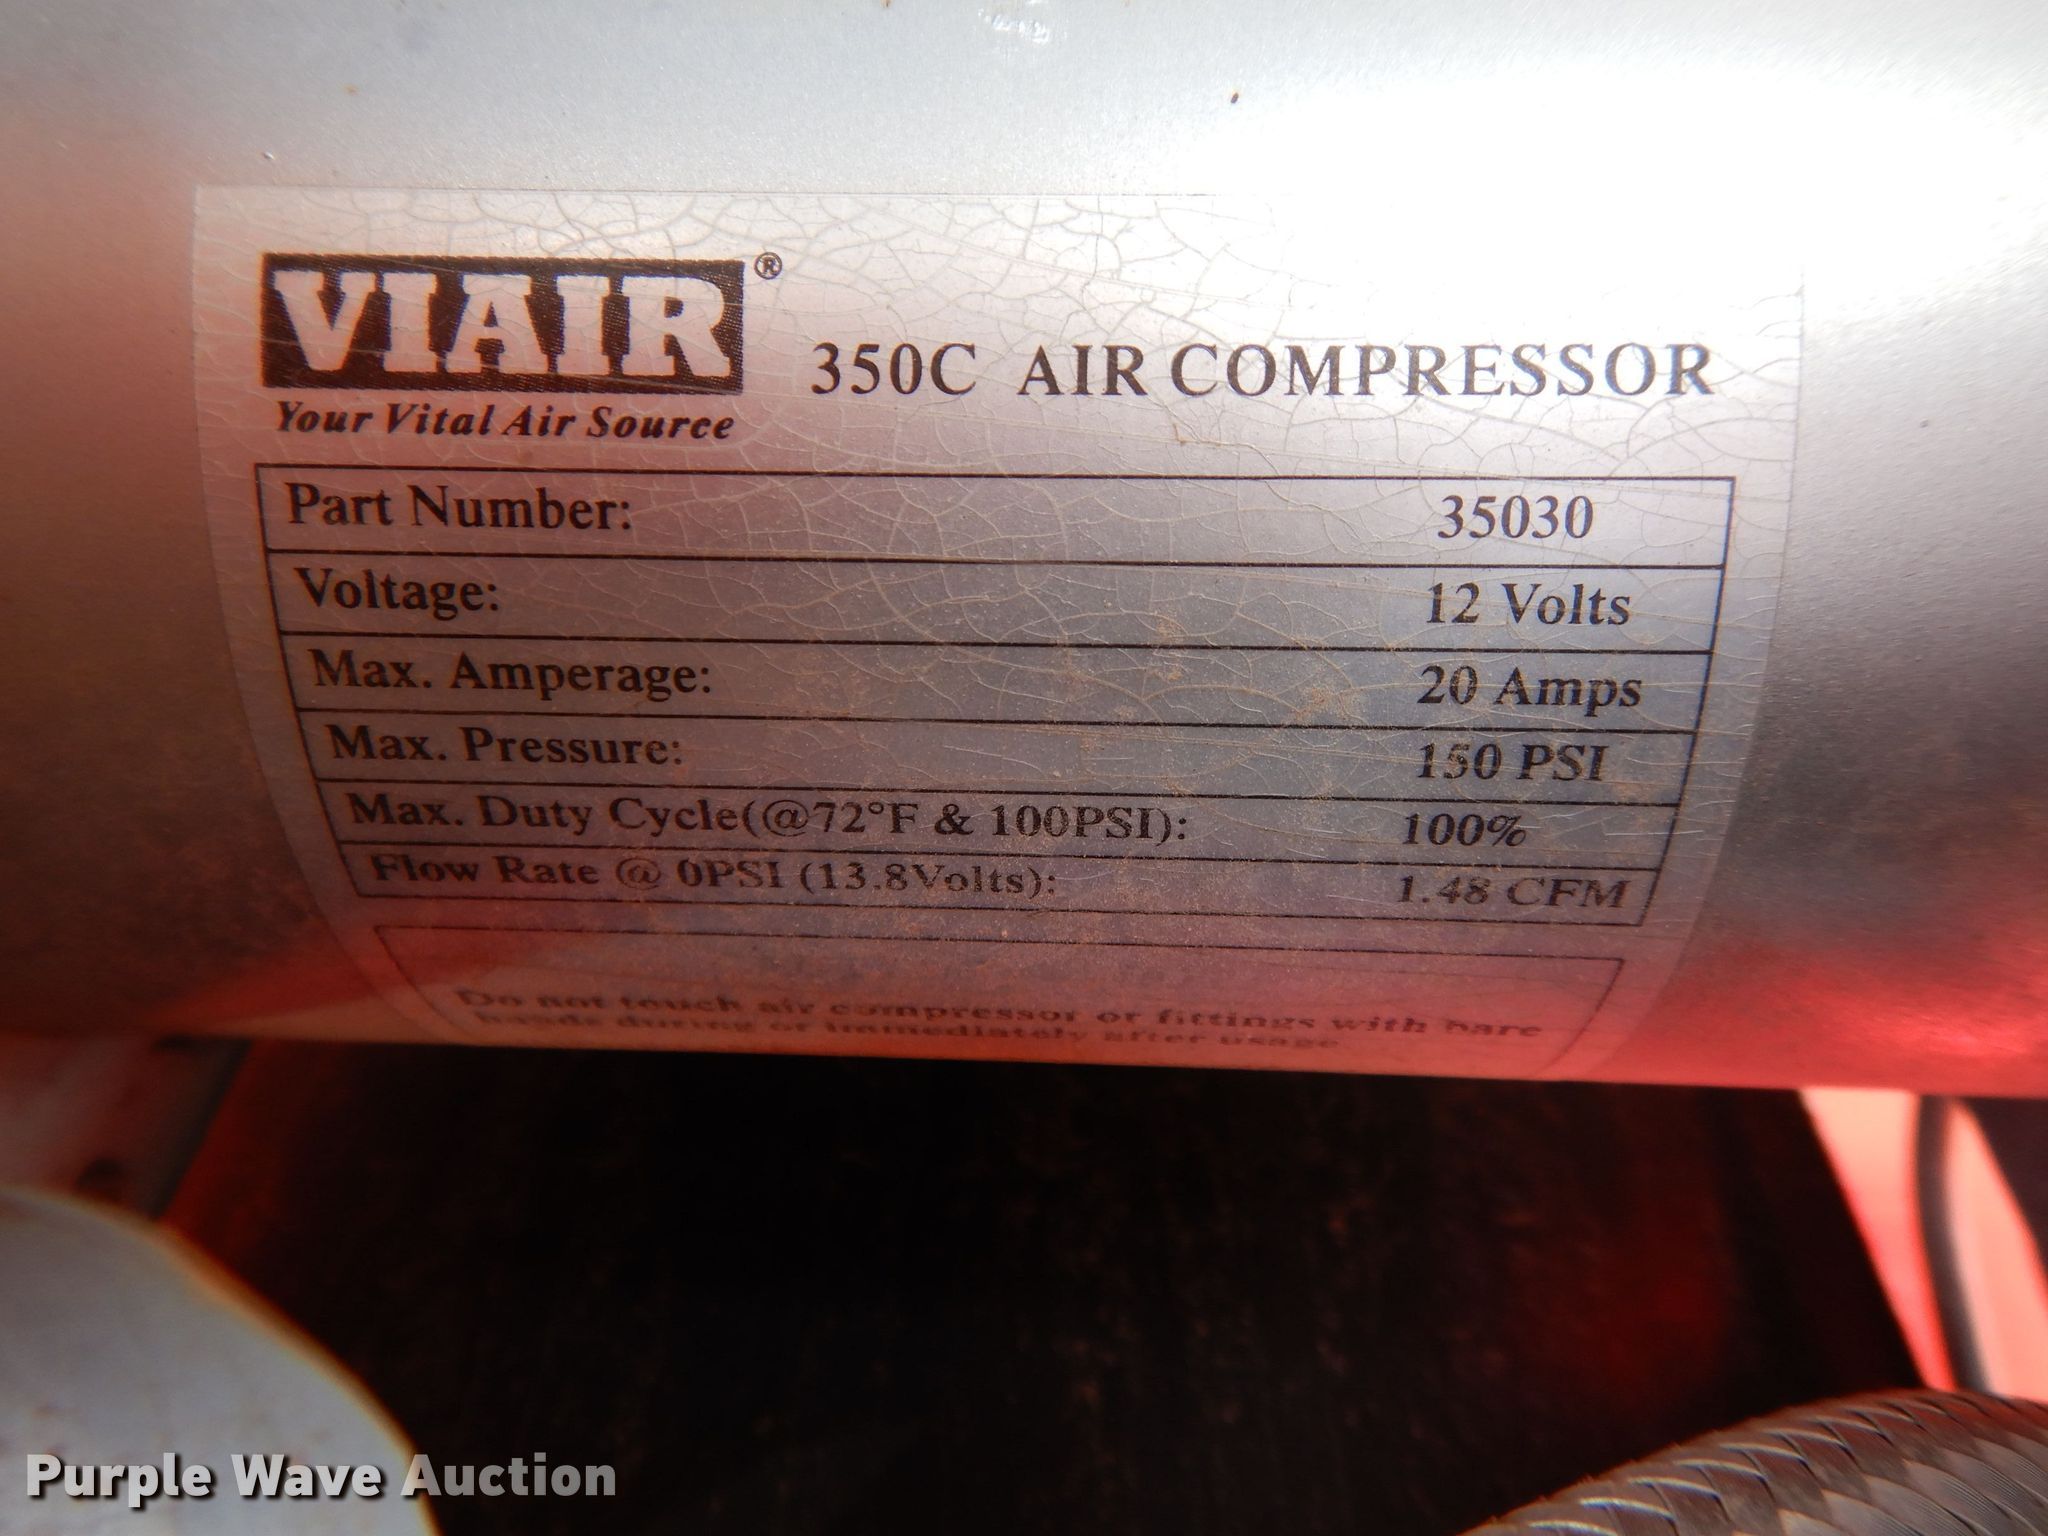 VIAIR®
Your Vital Air Source
350C AIR COMPRESSOR
Part Number: 35030
Voltage: 12 Volts
Max. Amperage: 20 Amps
Max. Pressure: 150 PSI
Max. Duty Cycle(@72°F & 100PSI): 100%
Flow Rate @ 0PSI (13.8Volts): 1.48 CFM
Do not touch air compressor or fittings with bare
hands during or immediately after usage
Purple Wave Auction